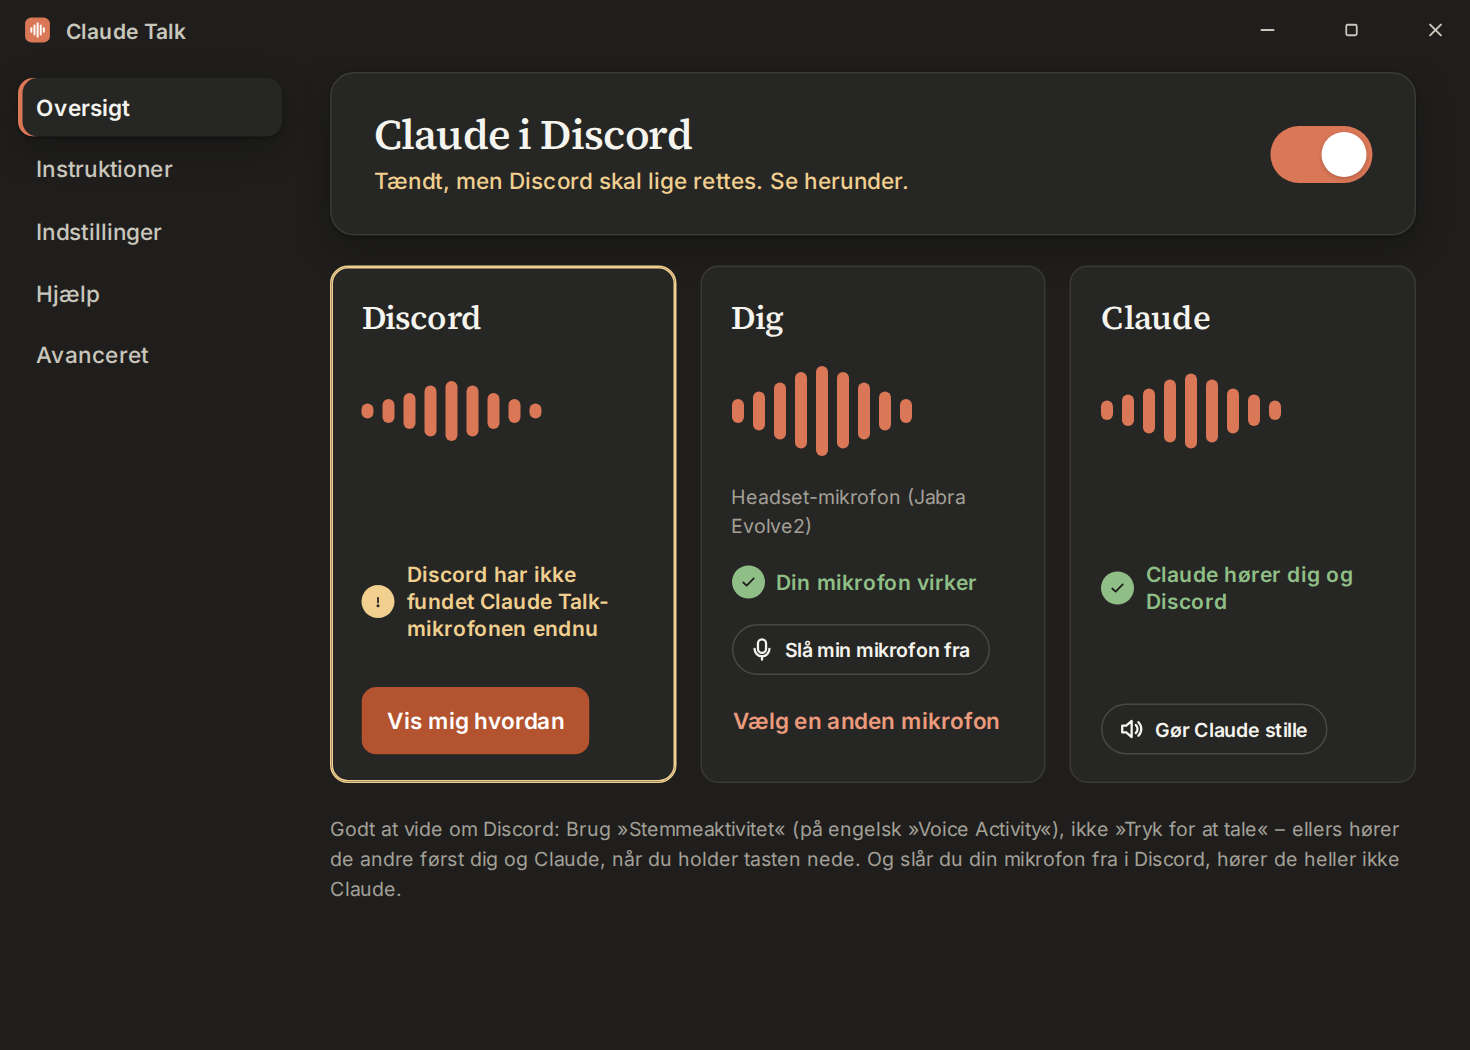 Claude Talk
Oversigt
Instruktioner
Indstillinger
Hjælp
Avanceret
Claude i Discord
Tændt, men Discord skal lige rettes. Se herunder.
Discord
Discord har ikke
fundet Claude Talk-
mikrofonen endnu
Vis mig hvordan
Dig
Headset-mikrofon (Jabra
Evolve2)
Din mikrofon virker
Slå min mikrofon fra
Vælg en anden mikrofon
Claude
Claude hører dig og
Discord
Gør Claude stille
Godt at vide om Discord: Brug »Stemmeaktivitet« (på engelsk »Voice Activity«), ikke »Tryk for at tale« – ellers hører
de andre først dig og Claude, når du holder tasten nede. Og slår du din mikrofon fra i Discord, hører de heller ikke
Claude.